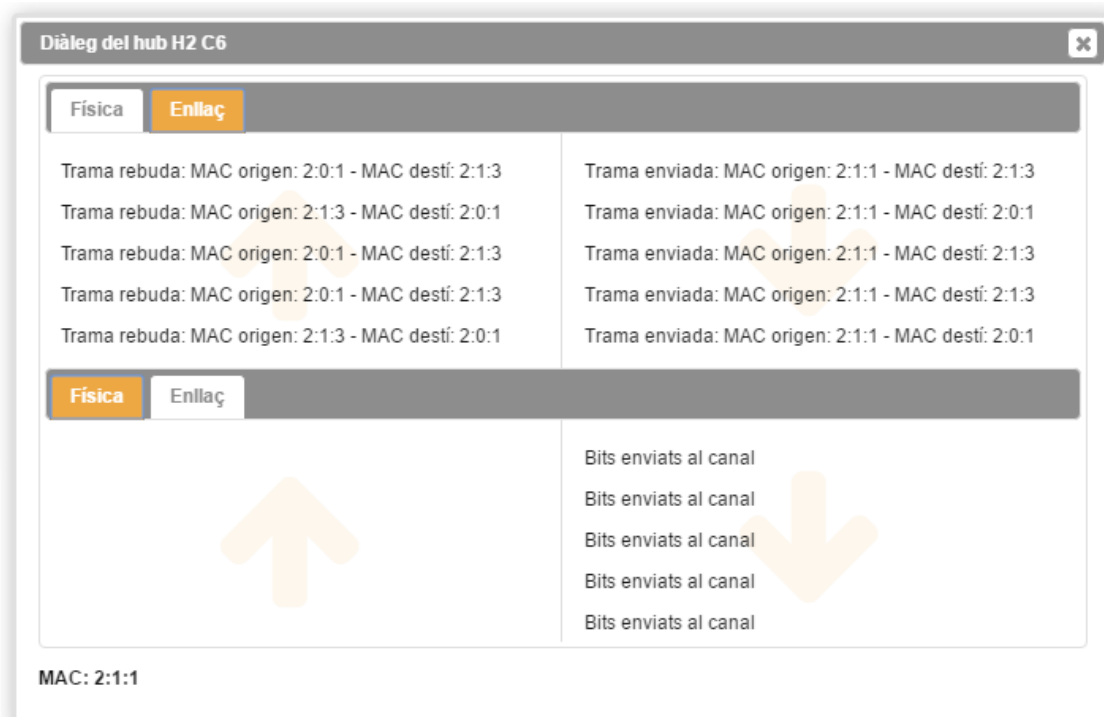 Diàleg del hub H2 C6
Física Enllaç
Trama rebuda: MAC origen: 2:0:1 - MAC destí: 2:1:3
Trama rebuda: MAC origen: 2:1:3 - MAC destí: 2:0:1
Trama rebuda: MAC origen: 2:0:1 - MAC destí: 2:1:3
Trama rebuda: MAC origen: 2:0:1 - MAC destí: 2:1:3
Trama rebuda: MAC origen: 2:1:3 - MAC destí: 2:0:1
Trama enviada: MAC origen: 2:1:1 - MAC destí: 2:1:3
Trama enviada: MAC origen: 2:1:1 - MAC destí: 2:0:1
Trama enviada: MAC origen: 2:1:1 - MAC destí: 2:1:3
Trama enviada: MAC origen: 2:1:1 - MAC destí: 2:1:3
Trama enviada: MAC origen: 2:1:1 - MAC destí: 2:0:1
Física Enllaç
Bits enviats al canal
Bits enviats al canal
Bits enviats al canal
Bits enviats al canal
Bits enviats al canal
MAC: 2:1:1